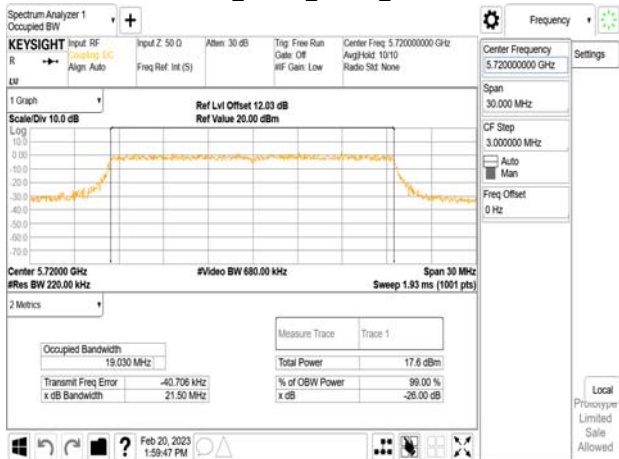 Spectrum Analyzer 1
Occupied BW
Frequency
KEYSIGHT
Input: RF
Coupling: DC
Align: Auto
Input Z: 50 Ω
Freq Ref: Int (S)
Atten: 30 dB
Trig: Free Run
Gate: Off
#IF Gain: Low
Center Freq: 5.720000000 GHz
Avg|Hold: 10/10
Radio Std: None
R
1 Graph
Scale/Div 10.0 dB
Ref Lvl Offset 12.03 dB
Ref Value 20.00 dBm
Log
10.0
0.00
-10.0
-20.0
-30.0
-40.0
-50.0
-60.0
-70.0
Center 5.72000 GHz
#Res BW 220.00 kHz
#Video BW 680.00 kHz
Span 30 MHz
Sweep 1.93 ms (1001 pts)
2 Metrics
Measure Trace
Trace 1
Occupied Bandwidth
19.030 MHz
Total Power
17.6 dBm
Transmit Freq Error
-40.706 kHz
% of OBW Power
99.00 %
x dB Bandwidth
21.50 MHz
x dB
-26.00 dB
Feb 20, 2023
1:59:47 PM
Center Frequency
5.720000000 GHz
Settings
Span
30.000 MHz
CF Step
3.000000 MHz
Auto
Man
Freq Offset
0 Hz
Local
Prototype
Limited
Sale
Allowed